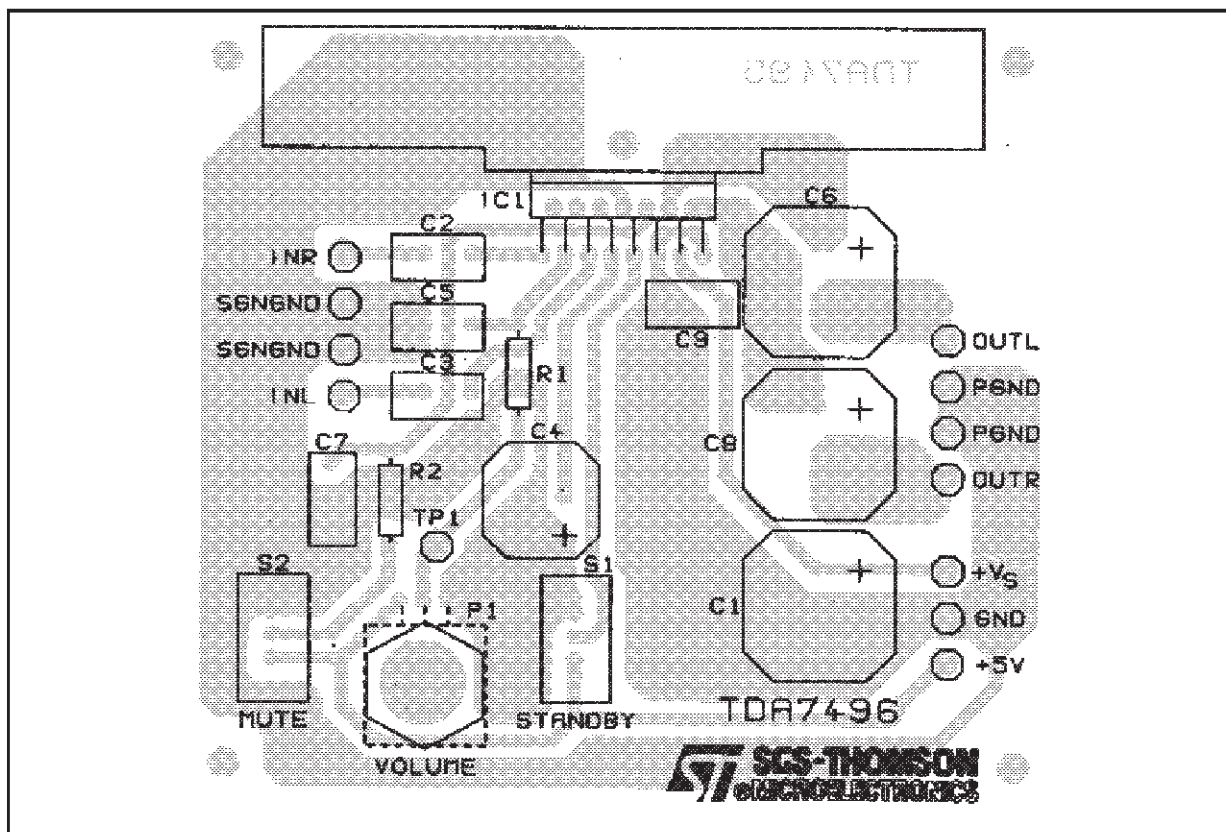 IC1
C6
C2
INR
C5
SGNGND
C9
OUTL
SGNGND
C3
R1
PGND
INL
C4
C8
PGND
C7
R2
OUTR
TP1
S2
S1
+VS
P1
C1
GND
+5V
MUTE
STANDBY
TDA7496
VOLUME
SGS-THOMSON
MICROELECTRONICS